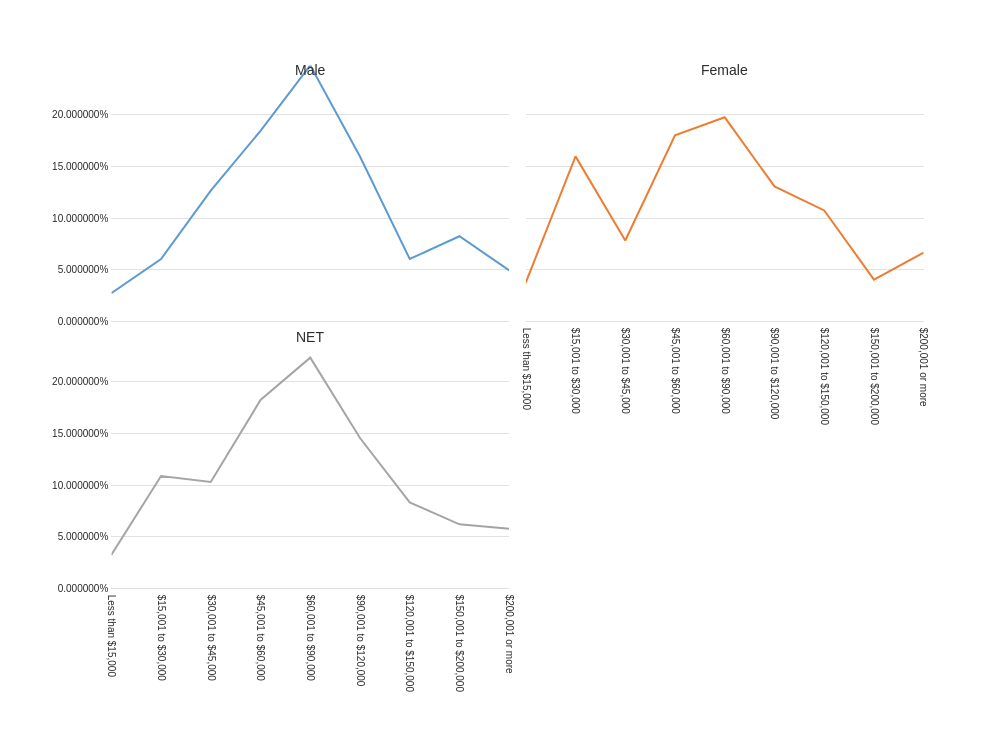 Male
Female
20.000000%
15.000000%
10.000000%
5.000000%
0.000000%
Less than $15,000
$15,001 to $30,000
$30,001 to $45,000
$45,001 to $60,000
$60,001 to $90,000
$90,001 to $120,000
$120,001 to $150,000
$150,001 to $200,000
$200,001 or more
NET
20.000000%
15.000000%
10.000000%
5.000000%
0.000000%
Less than $15,000
$15,001 to $30,000
$30,001 to $45,000
$45,001 to $60,000
$60,001 to $90,000
$90,001 to $120,000
$120,001 to $150,000
$150,001 to $200,000
$200,001 or more